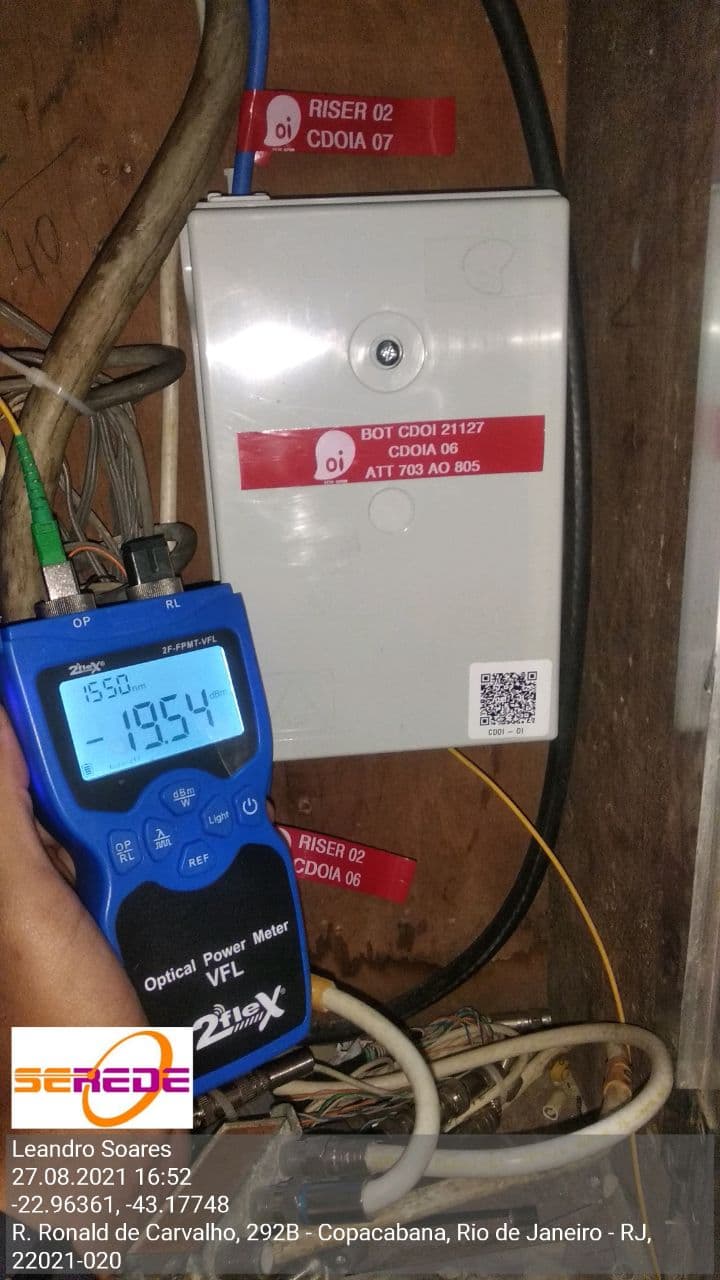 oi
RISER 02
CDOIA 07
oi
BOT CDOI 21127
CDOIA 06
ATT 703 AO 805
CDOI - 01
OP
RL
2flex
2F-FPMT-VFL
1550nm
-19.54 dBm
dBm
W
OP
RL
λ
Light
REF
RISER 02
CDOIA 06
Optical Power Meter
VFL
2flex
SEREDE
Leandro Soares
27.08.2021 16:52
-22.96361, -43.17748
R. Ronald de Carvalho, 292B - Copacabana, Rio de Janeiro - RJ,
22021-020